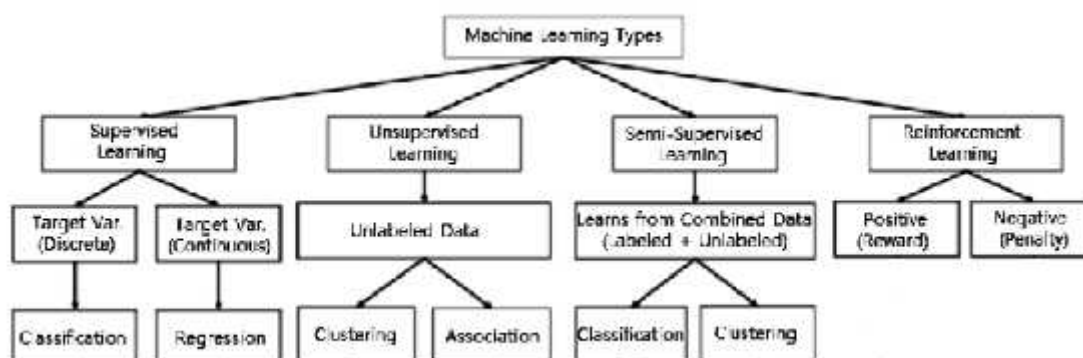 Machine Learning Types
Supervised
Learning
Unsupervised
Learning
Semi-Supervised
Learning
Reinforcement
Learning
Target Var.
(Discrete)
Target Var.
(Continuous)
Unlabeled Data
Learns from Combined Data
(Labeled + Unlabeled)
Positive
(Reward)
Negative
(Penalty)
Classification
Regression
Clustering
Association
Classification
Clustering